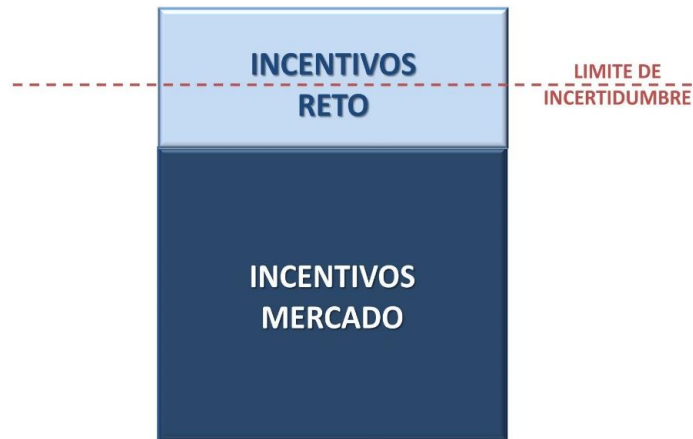 INCENTIVOS
RETO
LIMITE DE
INCERTIDUMBRE
INCENTIVOS
MERCADO